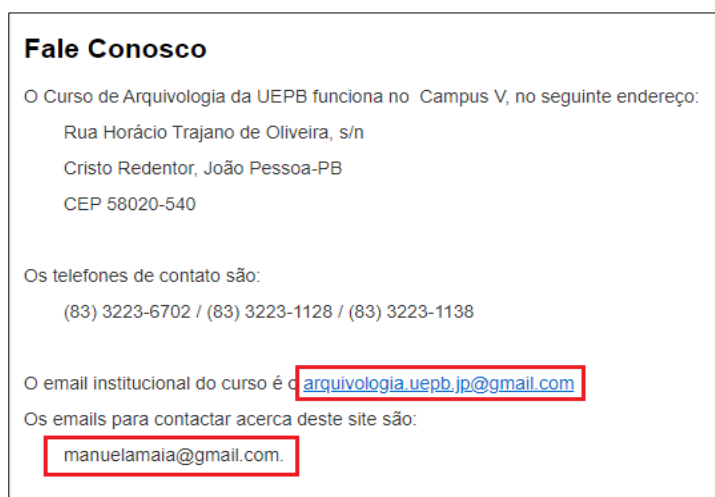 Fale Conosco
O Curso de Arquivologia da UEPB funciona no Campus V, no seguinte endereço:
Rua Horácio Trajano de Oliveira, s/n
Cristo Redentor, João Pessoa-PB
CEP 58020-540
Os telefones de contato são:
(83) 3223-6702 / (83) 3223-1128 / (83) 3223-1138
O email institucional do curso é o arquivologia.uepb.jp@gmail.com
Os emails para contactar acerca deste site são:
manuelamaia@gmail.com.